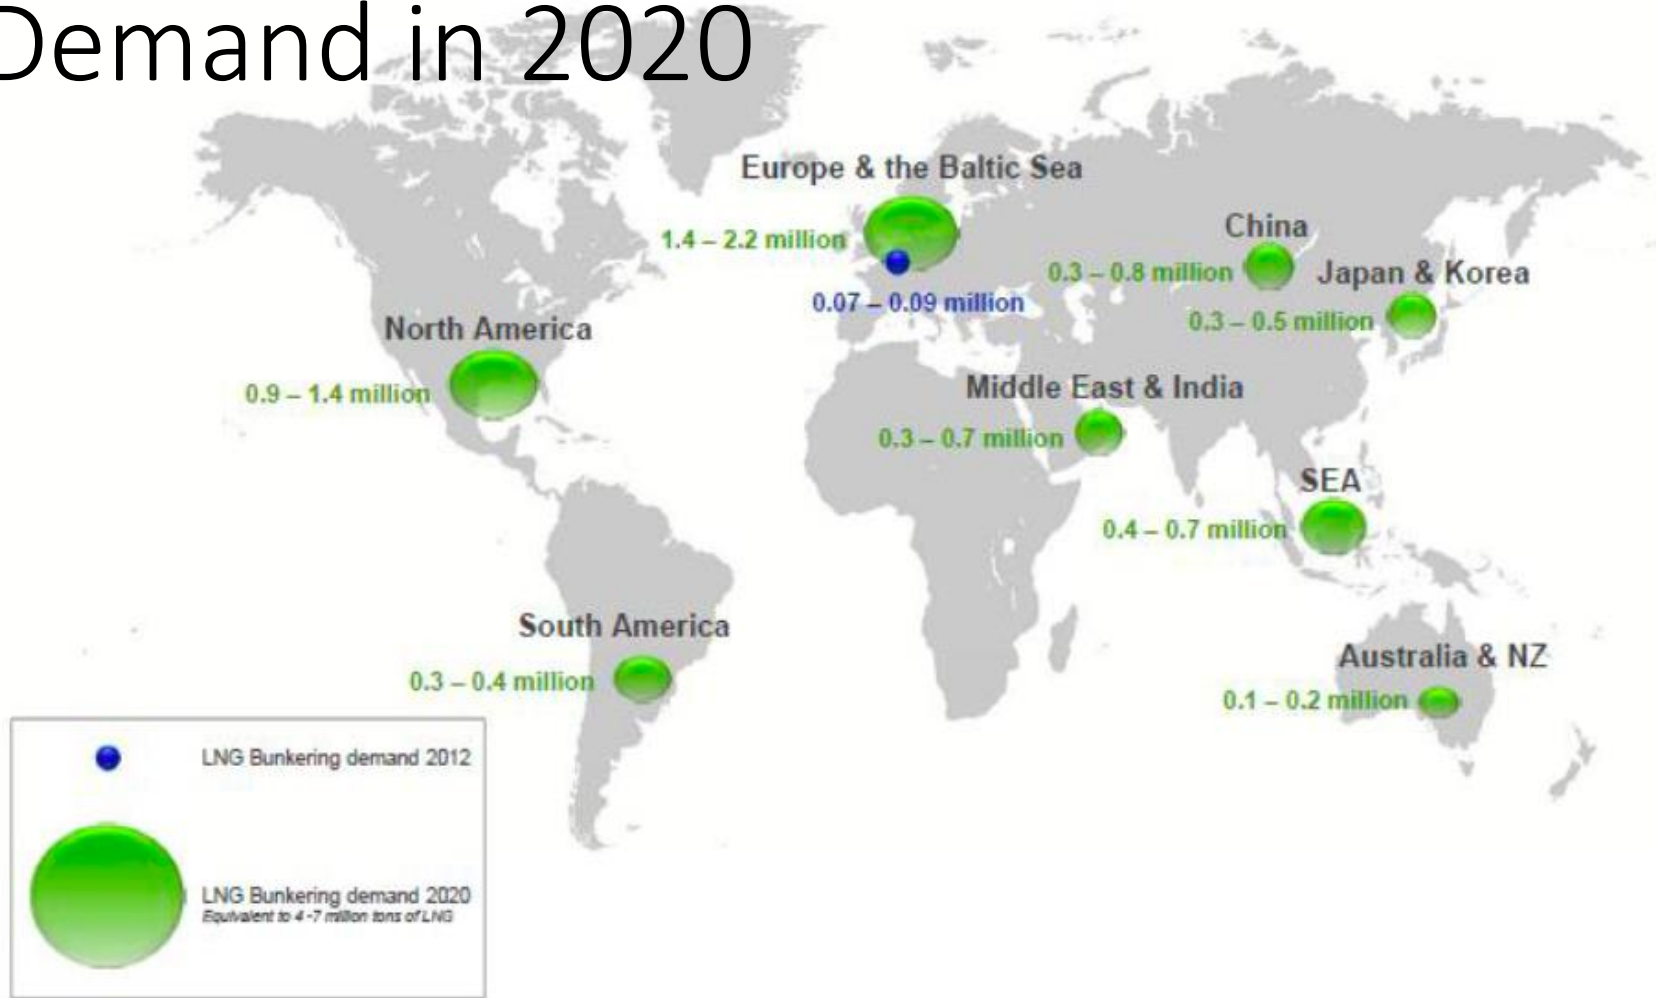 Demand in 2020
Europe & the Baltic Sea
1.4 – 2.2 million
0.07 – 0.09 million
China
0.3 – 0.8 million
Japan & Korea
0.3 – 0.5 million
North America
0.9 – 1.4 million
Middle East & India
0.3 – 0.7 million
SEA
0.4 – 0.7 million
South America
0.3 – 0.4 million
Australia & NZ
0.1 – 0.2 million
LNG Bunkering demand 2012
LNG Bunkering demand 2020
Equivalent to 4 -7 million tons of LNG